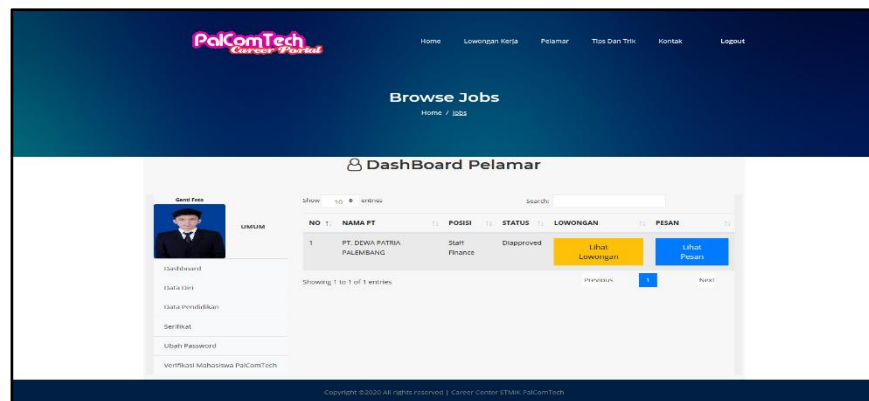 PalComTech
Career Portal
Home Lowongan Kerja Pelamar Tips Dan Trik Kontak Logout
Browse Jobs
Home / Jobs
DashBoard Pelamar
Ganti Foto
UMUM
Dashboard
Data Diri
Data Pendidikan
Serifikat
Ubah Password
Verifikasi Mahasiswa PalComTech
Show 10 entries Search:
NO NAMA PT POSISI STATUS LOWONGAN PESAN
1 PT. DEWA PATRIA Staff Diapproved Lihat Lihat
PALEMBANG Finance Lowongan Pesan
Showing 1 to 1 of 1 entries Previous 1 Next
Copyright ©2020 All rights reserved | Career Center STMIK PalComTech